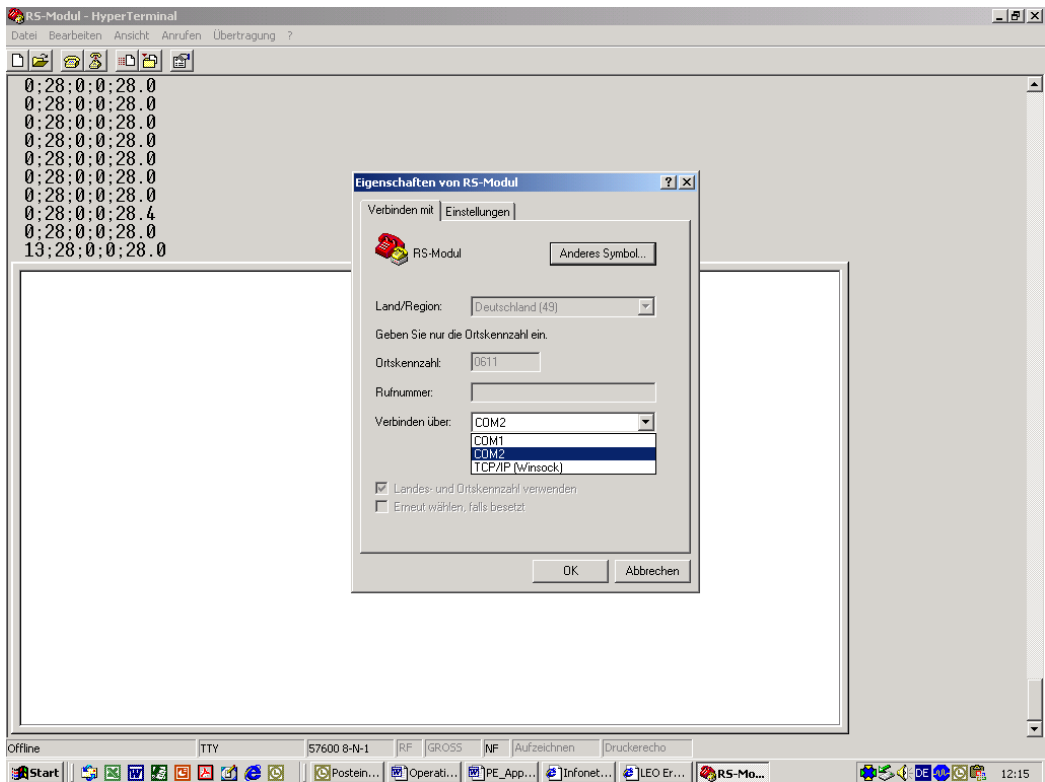 RS-Modul - HyperTerminal
Datei Bearbeiten Ansicht Anrufen Übertragung ?
0;28;0;0;28.0
0;28;0;0;28.0
0;28;0;0;28.0
0;28;0;0;28.0
0;28;0;0;28.0
0;28;0;0;28.0
0;28;0;0;28.0
0;28;0;0;28.4
0;28;0;0;28.0
13;28;0;0;28.0
Eigenschaften von RS-Modul
Verbinden mit Einstellungen
RS-Modul Anderes Symbol...
Land/Region: Deutschland (49)
Geben Sie nur die Ortskennzahl ein.
Ortskennzahl: 0611
Rufnummer:
Verbinden über: COM2
COM1
COM2
TCP/IP (Winsock)
Landes- und Ortskennzahl verwenden
Erneut wählen, falls besetzt
OK Abbrechen
Offline TTY 57600 8-N-1 RF GROSS NF Aufzeichnen Druckerecho
Start Postein... Operati... PE_App... Infonet... LEO Er... RS-Mo... DE 12:15